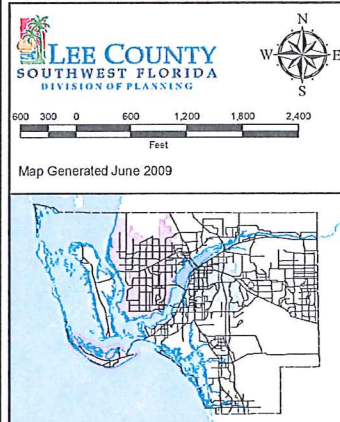 LEE COUNTY
SOUTHWEST FLORIDA
DIVISION OF PLANNING
N
W E
S
600 300 0 600 1,200 1,800 2,400
Feet
Map Generated June 2009